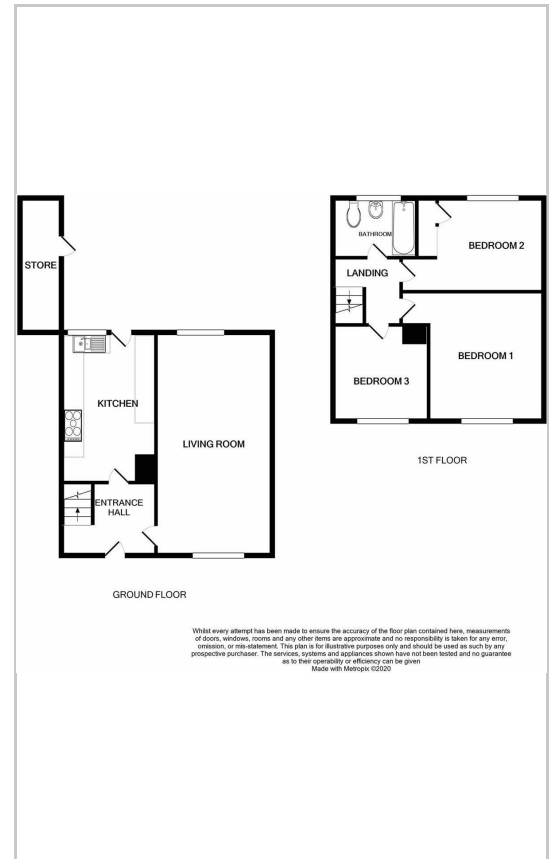 STORE
KITCHEN
LIVING ROOM
ENTRANCE
HALL
GROUND FLOOR
BATHROOM
BEDROOM 2
LANDING
BEDROOM 1
BEDROOM 3
1ST FLOOR
Whilst every attempt has been made to ensure the accuracy of the floor plan contained here, measurements
of doors, windows, rooms and any other items are approximate and no responsibility is taken for any error,
omission, or mis-statement. This plan is for illustrative purposes only and should be used as such by any
prospective purchaser. The services, systems and appliances shown have not been tested and no guarantee
as to their operability or efficiency can be given
Made with Metropix ©2020